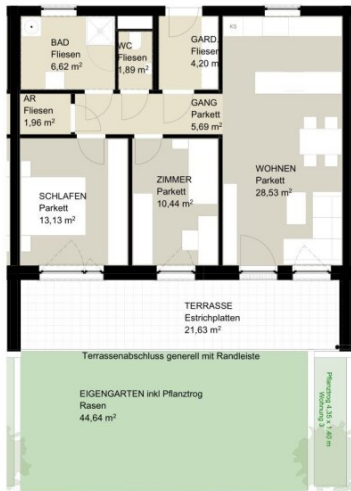 KS
BAD
Fliesen
6,62 m²
WC
Fliesen
1,89 m²
GARD.
Fliesen
4,20 m²
AR
Fliesen
1,96 m²
GANG
Parkett
5,69 m²
WOHNEN
Parkett
28,53 m²
ZIMMER
Parkett
10,44 m²
SCHLAFEN
Parkett
13,13 m²
TERRASSE
Estrichplatten
21,63 m²
Terrassenabschluss generell mit Randleiste
EIGENGARTEN inkl Pflanztrog
Rasen
44,64 m²
Pflanztrog 4,35 x 1,40 m
Wohnung 3